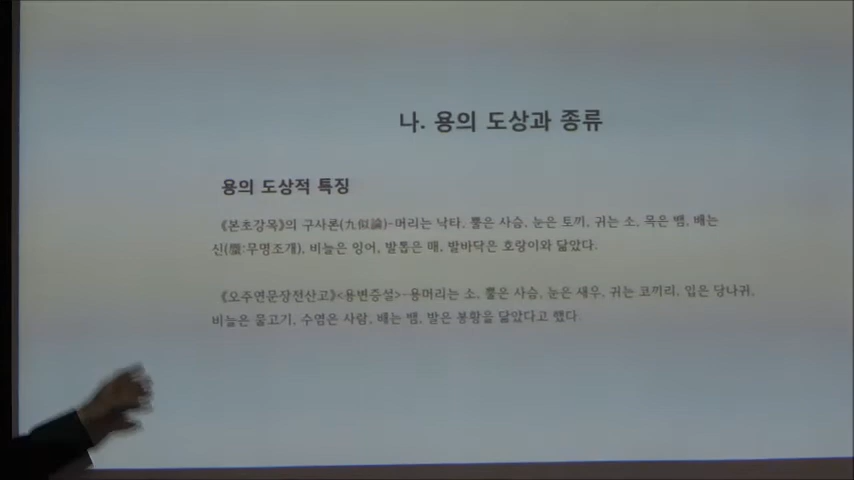 나. 용의 도상과 종류
용의 도상적 특징
《본초강목》의 구사론(九似論)-머리는 낙타, 뿔은 사슴, 눈은 토끼, 귀는 소, 목은 뱀, 배는
신(蜃:무명조개), 비늘은 잉어, 발톱은 매, 발바닥은 호랑이와 닮았다.
《오주연문장전산고》<용변증설>-용머리는 소, 뿔은 사슴, 눈은 새우, 귀는 코끼리, 입은 당나귀,
비늘은 물고기, 수염은 사람, 배는 뱀, 발은 봉황을 닮았다고 했다.